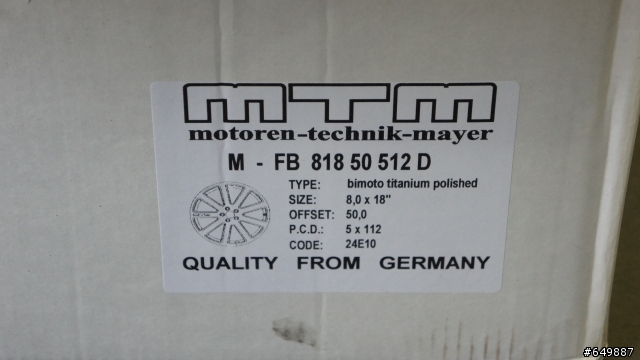 mTm
motoren-technik-mayer
M - FB 818 50 512 D
TYPE: bimoto titanium polished
SIZE: 8,0 x 18"
OFFSET: 50,0
P.C.D.: 5 x 112
CODE: 24E10
QUALITY FROM GERMANY
#649887